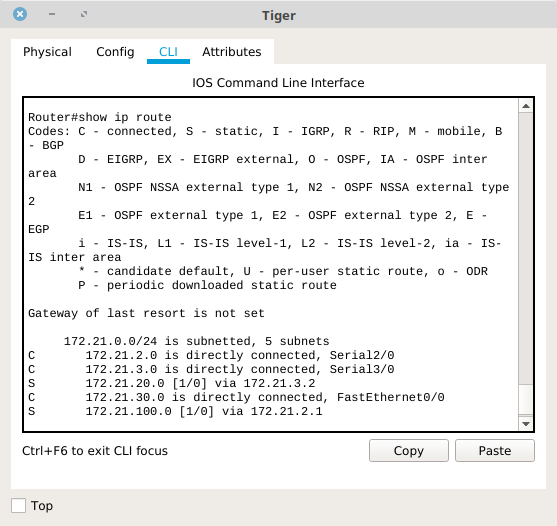 Tiger
Physical Config CLI Attributes
IOS Command Line Interface
Router#show ip route
Codes: C - connected, S - static, I - IGRP, R - RIP, M - mobile, B
- BGP
       D - EIGRP, EX - EIGRP external, O - OSPF, IA - OSPF inter
area
       N1 - OSPF NSSA external type 1, N2 - OSPF NSSA external type
2
       E1 - OSPF external type 1, E2 - OSPF external type 2, E -
EGP
       i - IS-IS, L1 - IS-IS level-1, L2 - IS-IS level-2, ia - IS-
IS inter area
       * - candidate default, U - per-user static route, o - ODR
       P - periodic downloaded static route
Gateway of last resort is not set
     172.21.0.0/24 is subnetted, 5 subnets
C       172.21.2.0 is directly connected, Serial2/0
C       172.21.3.0 is directly connected, Serial3/0
S       172.21.20.0 [1/0] via 172.21.3.2
C       172.21.30.0 is directly connected, FastEthernet0/0
S       172.21.100.0 [1/0] via 172.21.2.1
Ctrl+F6 to exit CLI focus Copy Paste
Top